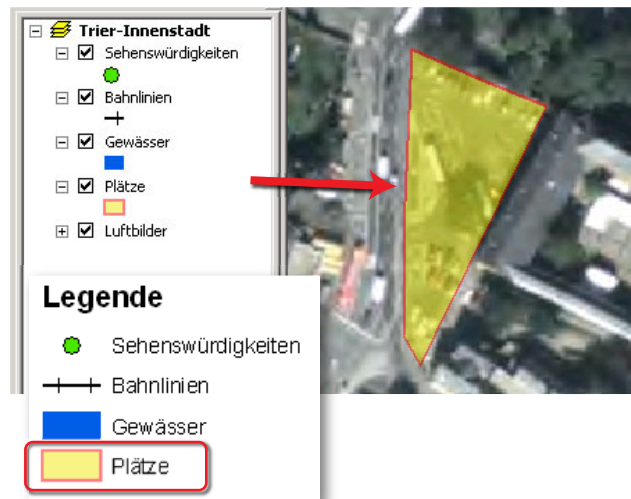 Trier-Innenstadt
Sehenswürdigkeiten
Bahnlinien
Gewässer
Plätze
Luftbilder
Legende
Sehenswürdigkeiten
Bahnlinien
Gewässer
Plätze